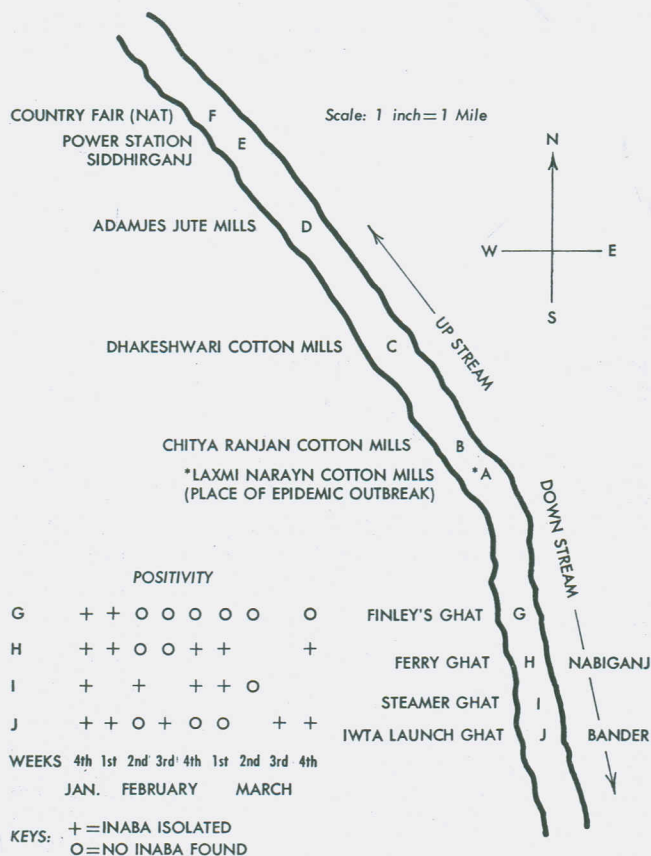 COUNTRY FAIR (NAT) F
Scale: 1 inch=1 Mile
POWER STATION E
SIDDHIRGANJ
N
W E
S
ADAMJES JUTE MILLS D
UP STREAM
DHAKESHWARI COTTON MILLS C
CHITYA RANJAN COTTON MILLS B
*LAXMI NARAYN COTTON MILLS *A
(PLACE OF EPIDEMIC OUTBREAK)
DOWN STREAM
FINLEY'S GHAT G
FERRY GHAT H NABIGANJ
STEAMER GHAT I
IWTA LAUNCH GHAT J BANDER
POSITIVITY
G + + O O O O O O
H + + O O + + +
I + + + + O
J + + O + O O + +
WEEKS 4th 1st 2nd 3rd 4th 1st 2nd 3rd 4th
JAN. FEBRUARY MARCH
KEYS: + =INABA ISOLATED
O=NO INABA FOUND